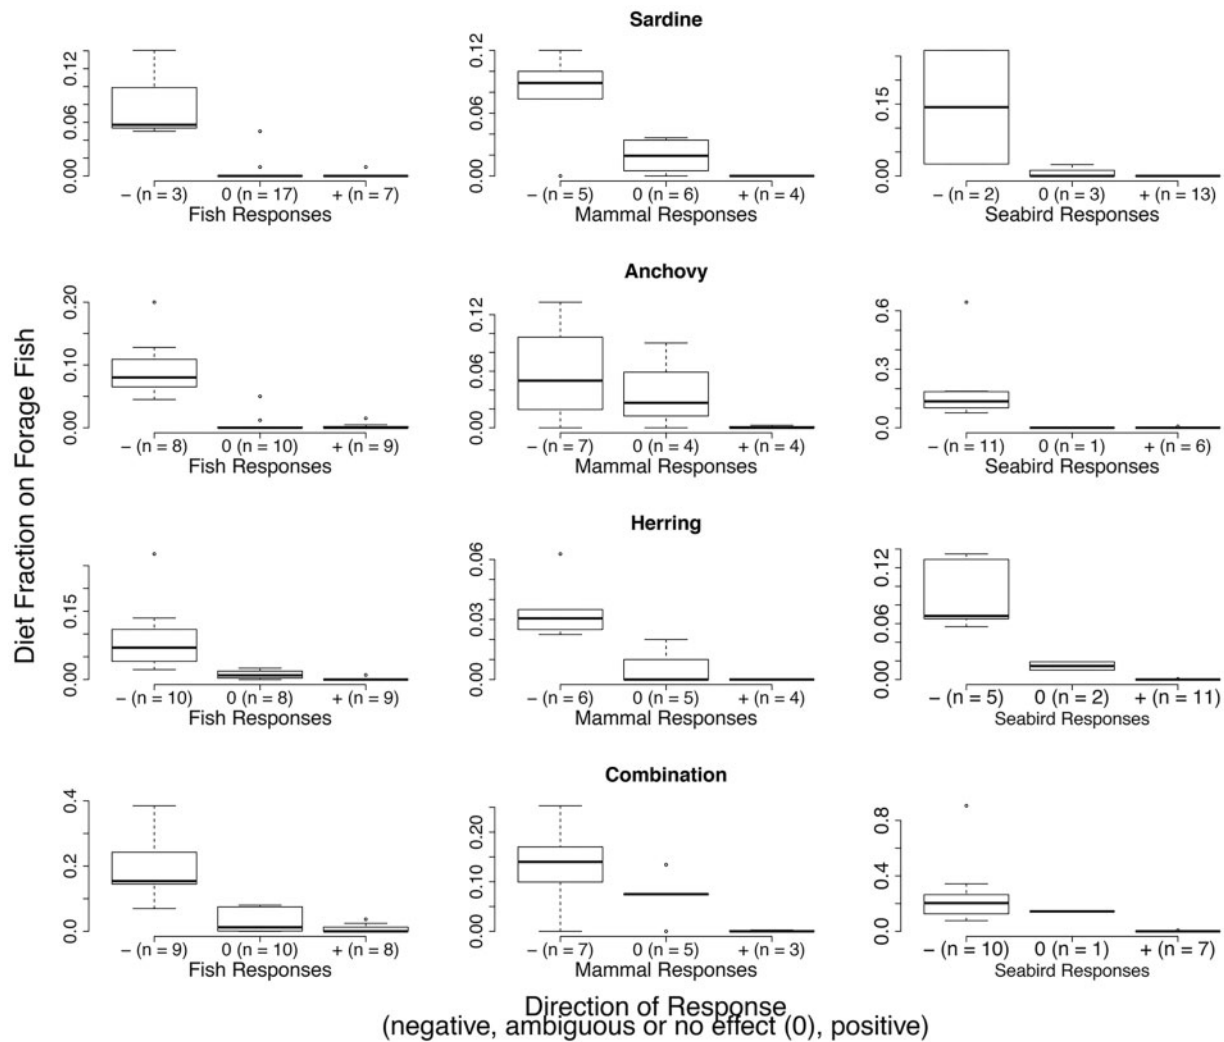 Sardine
0.12
0.06
0.00
– (n = 3) 0 (n = 17) + (n = 7)
Fish Responses
0.12
0.06
0.00
– (n = 5) 0 (n = 6) + (n = 4)
Mammal Responses
0.15
0.00
– (n = 2) 0 (n = 3) + (n = 13)
Seabird Responses
Anchovy
0.20
0.10
0.00
– (n = 8) 0 (n = 10) + (n = 9)
Fish Responses
0.12
0.06
0.00
– (n = 7) 0 (n = 4) + (n = 4)
Mammal Responses
0.6
0.3
0.0
– (n = 11) 0 (n = 1) + (n = 6)
Seabird Responses
Diet Fraction on Forage Fish
Herring
0.15
0.00
– (n = 10) 0 (n = 8) + (n = 9)
Fish Responses
0.06
0.03
0.00
– (n = 6) 0 (n = 5) + (n = 4)
Mammal Responses
0.12
0.06
0.00
– (n = 5) 0 (n = 2) + (n = 11)
Seabird Responses
Combination
0.4
0.2
0.0
– (n = 9) 0 (n = 10) + (n = 8)
Fish Responses
0.20
0.10
0.00
– (n = 7) 0 (n = 5) + (n = 3)
Mammal Responses
0.8
0.4
0.0
– (n = 10) 0 (n = 1) + (n = 7)
Seabird Responses
Direction of Response
(negative, ambiguous or no effect (0), positive)